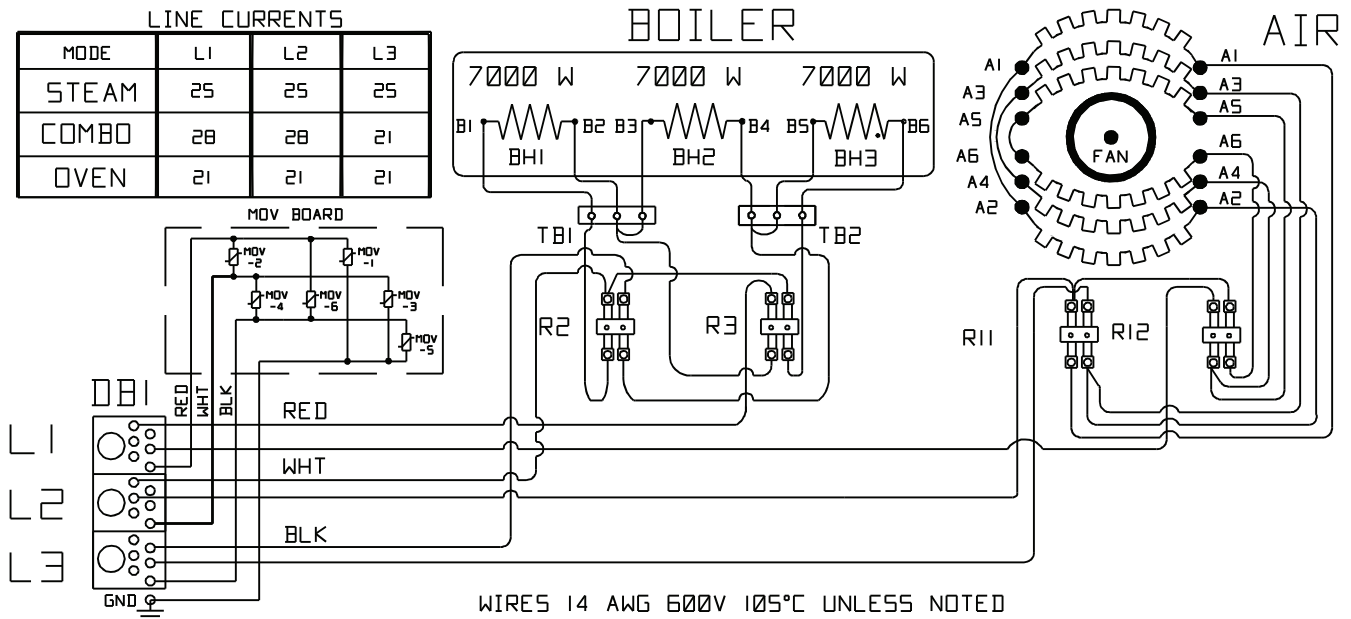 LINE CURRENTS
MODE L1 L2 L3
STEAM 25 25 25
COMBO 28 28 21
OVEN 21 21 21
BOILER
7000 W 7000 W 7000 W
B1 B2 B3 B4 B5 B6
BH1 BH2 BH3
TB1 TB2
AIR
A1 A1
A3 A3
A5 A5
FAN
A6 A6
A4 A4
A2 A2
MOV BOARD
MOV -2
MOV -1
MOV -4
MOV -6
MOV -3
MOV -5
R2 R3 R11 R12
DB1
RED WHT BLK
RED
L1
WHT
L2
BLK
L3
GND
WIRES 14 AWG 600V 105°C UNLESS NOTED